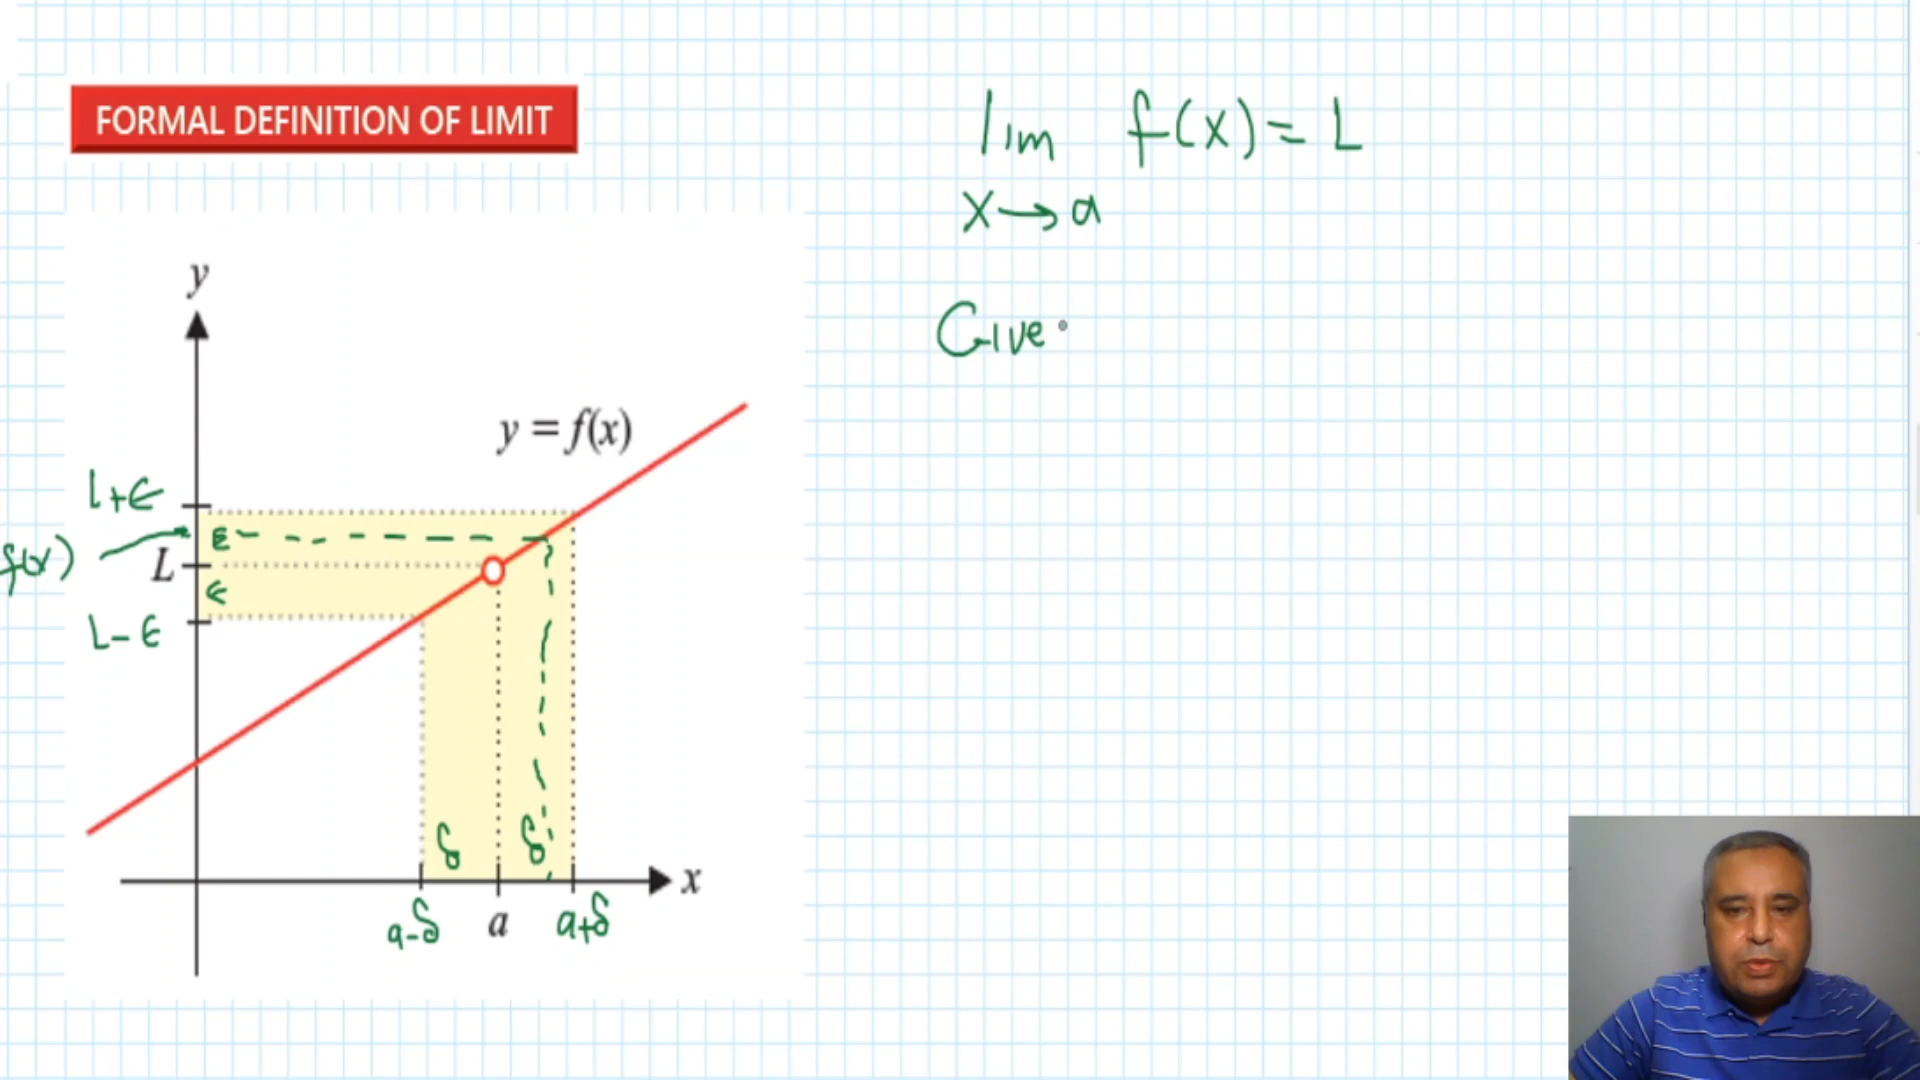 FORMAL DEFINITION OF LIMIT
lim f(x) = L
x → a
Give
y
y = f(x)
L+ϵ
ϵ
f(x)
L
ϵ
L-ϵ
δ δ
x
a-δ a a+δ